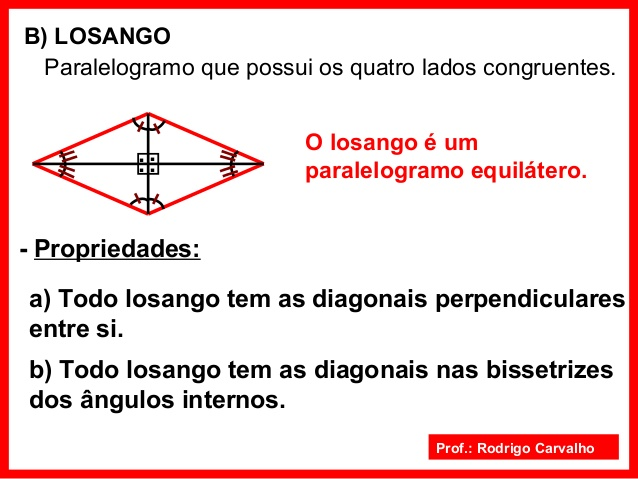 B) LOSANGO
Paralelogramo que possui os quatro lados congruentes.
O losango é um
paralelogramo equilátero.
- Propriedades:
a) Todo losango tem as diagonais perpendiculares
entre si.
b) Todo losango tem as diagonais nas bissetrizes
dos ângulos internos.
Prof.: Rodrigo Carvalho